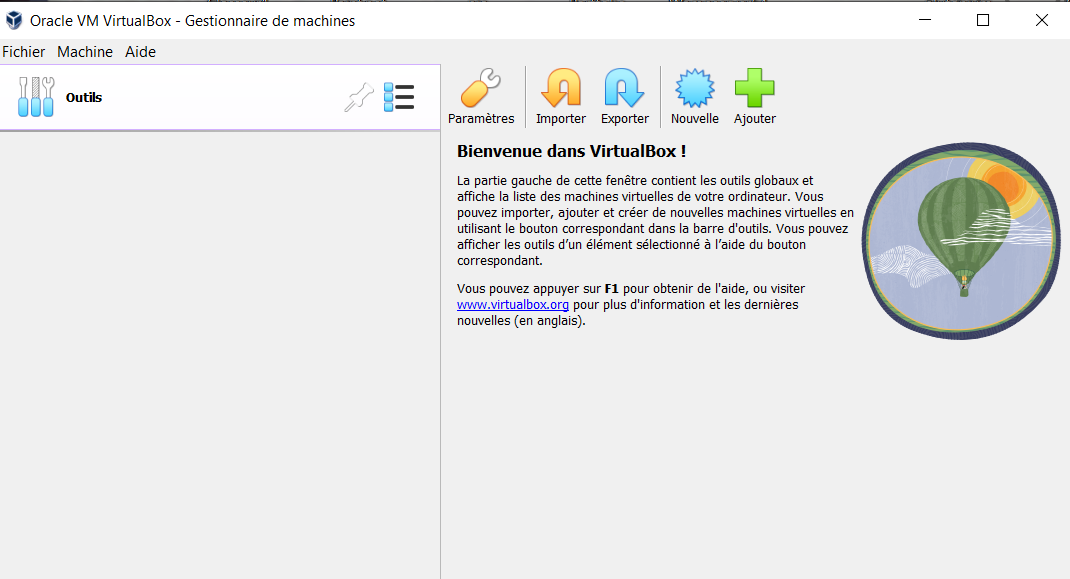 Oracle VM VirtualBox - Gestionnaire de machines
Fichier Machine Aide
Outils
Paramètres Importer Exporter Nouvelle Ajouter
Bienvenue dans VirtualBox !
La partie gauche de cette fenêtre contient les outils globaux et
affiche la liste des machines virtuelles de votre ordinateur. Vous
pouvez importer, ajouter et créer de nouvelles machines virtuelles en
utilisant le bouton correspondant dans la barre d'outils. Vous pouvez
afficher les outils d’un élément sélectionné à l’aide du bouton
correspondant.
Vous pouvez appuyer sur F1 pour obtenir de l'aide, ou visiter
www.virtualbox.org pour plus d'information et les dernières
nouvelles (en anglais).